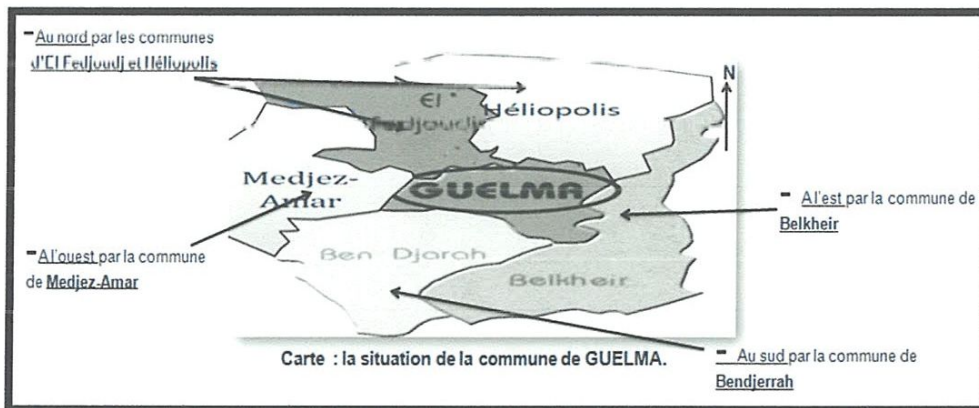 - Au nord par les communes
d'El Fedjoudj et Héliopolis
N
El
Fedjoudj
Héliopolis
Medjez-
Amar
GUELMA
- A l'est par la commune de
Belkheir
- A l'ouest par la commune
de Medjez-Amar
Ben Djarah
Belkheir
Carte : la situation de la commune de GUELMA.
- Au sud par la commune de
Bendjerrah